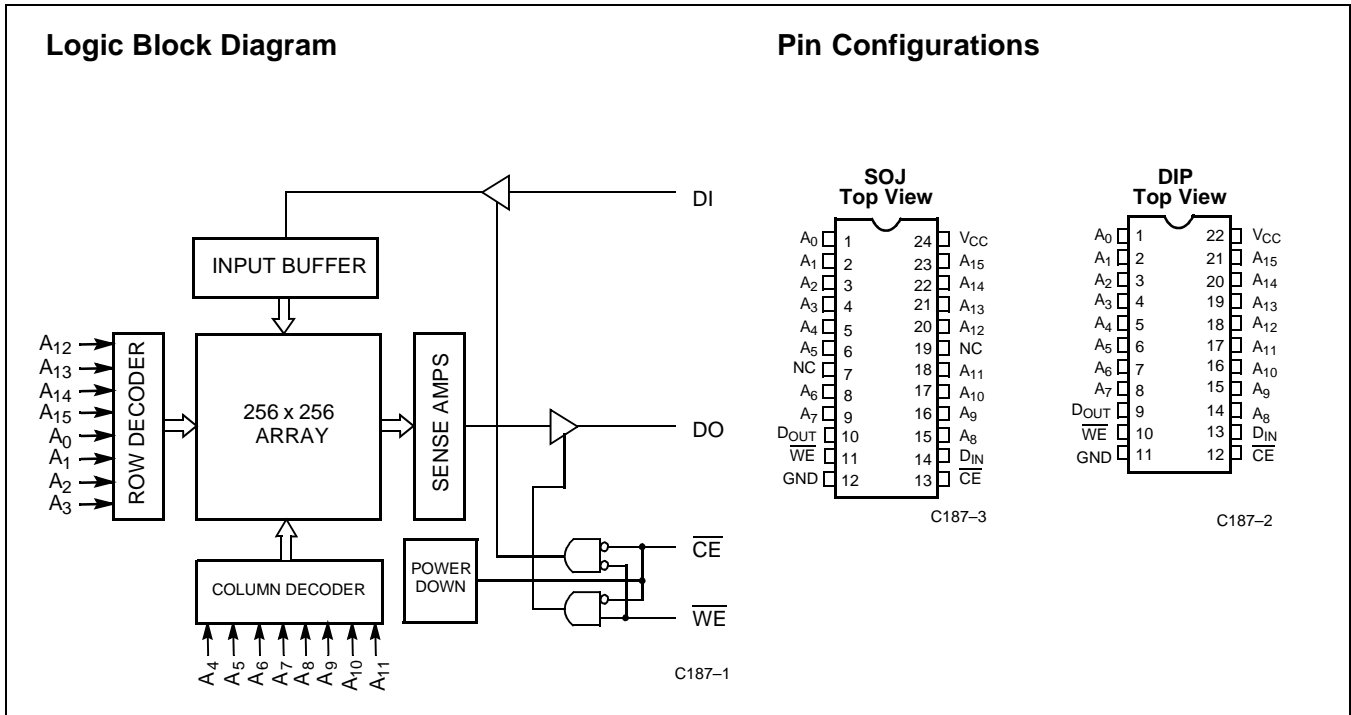 Logic Block Diagram
Pin Configurations
DI
INPUT BUFFER
A12
A13
A14
A15
A0
A1
A2
A3
ROW DECODER
256 x 256
ARRAY
SENSE AMPS
DO
POWER
DOWN
CE
WE
COLUMN DECODER
A4
A5
A6
A7
A8
A9
A10
A11
C187–1
SOJ
Top View
A0 1 24 VCC
A1 2 23 A15
A2 3 22 A14
A3 4 21 A13
A4 5 20 A12
A5 6 19 NC
NC 7 18 A11
A6 8 17 A10
A7 9 16 A9
DOUT 10 15 A8
WE 11 14 DIN
GND 12 13 CE
C187–3
DIP
Top View
A0 1 22 VCC
A1 2 21 A15
A2 3 20 A14
A3 4 19 A13
A4 5 18 A12
A5 6 17 A11
A6 7 16 A10
A7 8 15 A9
DOUT 9 14 A8
WE 10 13 DIN
GND 11 12 CE
C187–2